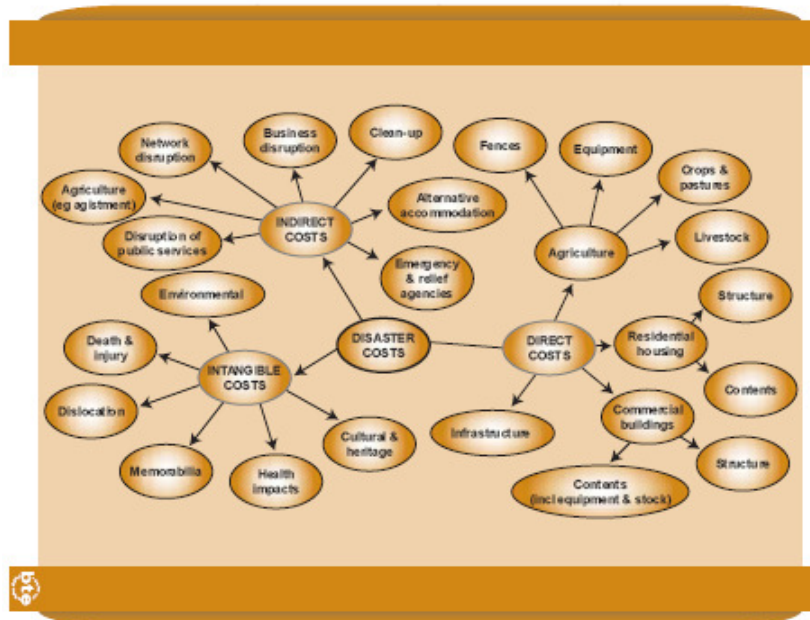 Network
disruption
Business
disruption
Clean-up
Fences
Equipment
Crops &
pastures
Agriculture
(eg agistment)
INDIRECT
COSTS
Alternative
accommodation
Disruption of
public services
Agriculture
Livestock
Emergency
& relief
agencies
Environmental
Structure
Death &
injury
DISASTER
COSTS
DIRECT
COSTS
Residential
housing
INTANGIBLE
COSTS
Dislocation
Contents
Commercial
buildings
Cultural &
heritage
Infrastructure
Memorabilia
Health
impacts
Structure
Contents
(incl equipment & stock)
bte